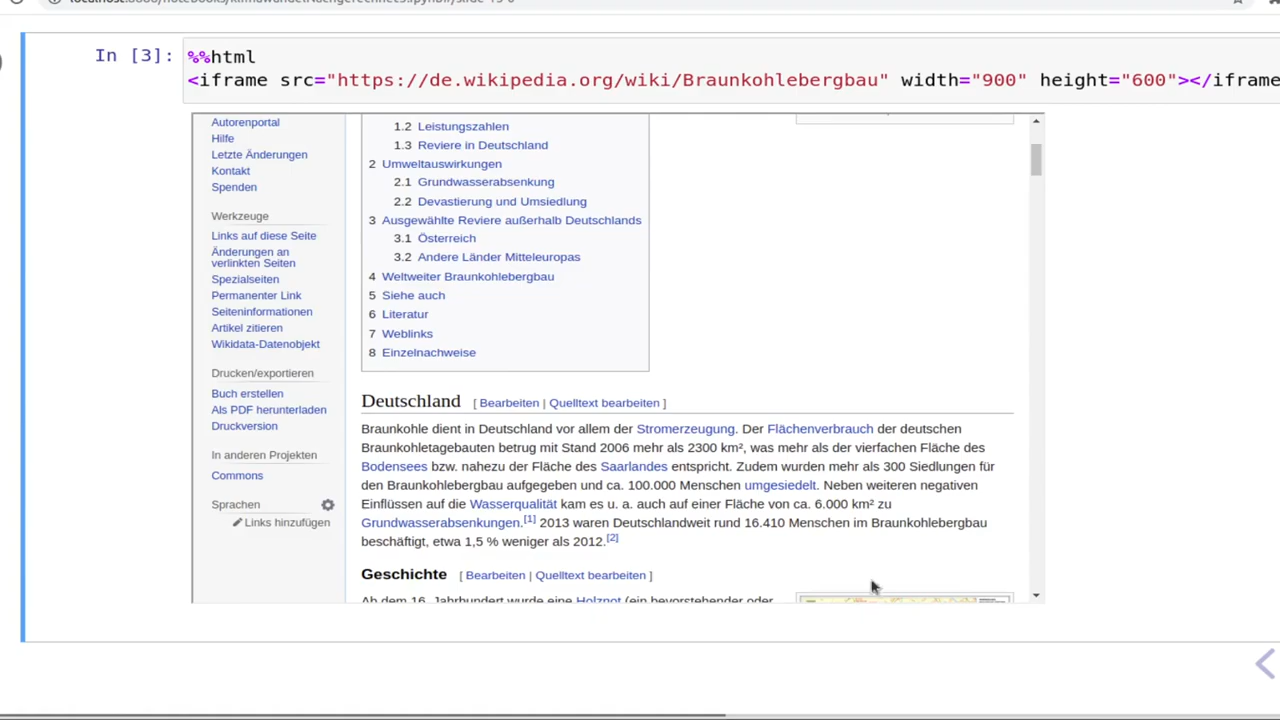 In [3]:
%%html
<iframe src="https://de.wikipedia.org/wiki/Braunkohlebergbau" width="900" height="600"></iframe
Autorenportal
Hilfe
Letzte Änderungen
Kontakt
Spenden
Werkzeuge
Links auf diese Seite
Änderungen an
verlinkten Seiten
Spezialseiten
Permanenter Link
Seiteninformationen
Artikel zitieren
Wikidata-Datenobjekt
Drucken/exportieren
Buch erstellen
Als PDF herunterladen
Druckversion
In anderen Projekten
Commons
Sprachen
Links hinzufügen
1.2 Leistungszahlen
1.3 Reviere in Deutschland
2 Umweltauswirkungen
2.1 Grundwasserabsenkung
2.2 Devastierung und Umsiedlung
3 Ausgewählte Reviere außerhalb Deutschlands
3.1 Österreich
3.2 Andere Länder Mitteleuropas
4 Weltweiter Braunkohlebergbau
5 Siehe auch
6 Literatur
7 Weblinks
8 Einzelnachweise
Deutschland [ Bearbeiten | Quelltext bearbeiten ]
Braunkohle dient in Deutschland vor allem der Stromerzeugung. Der Flächenverbrauch der deutschen
Braunkohletagebauten betrug mit Stand 2006 mehr als 2300 km², was mehr als der vierfachen Fläche des
Bodensees bzw. nahezu der Fläche des Saarlandes entspricht. Zudem wurden mehr als 300 Siedlungen für
den Braunkohlebergbau aufgegeben und ca. 100.000 Menschen umgesiedelt. Neben weiteren negativen
Einflüssen auf die Wasserqualität kam es u. a. auch auf einer Fläche von ca. 6.000 km² zu
Grundwasserabsenkungen.[1] 2013 waren Deutschlandweit rund 16.410 Menschen im Braunkohlebergbau
beschäftigt, etwa 1,5 % weniger als 2012.[2]
Geschichte [ Bearbeiten | Quelltext bearbeiten ]
Ab dem 16. Jahrhundert wurde eine Holznot (ein bevorstehender oder